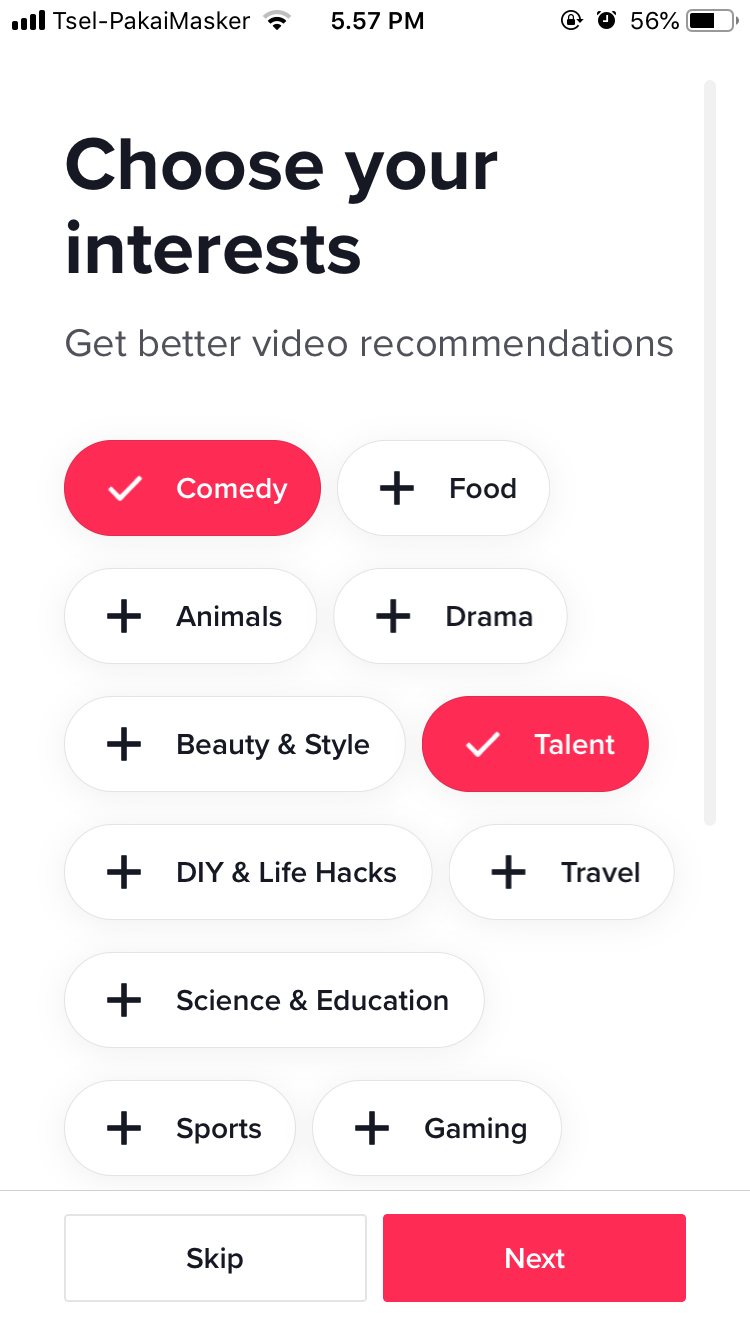 Tsel-PakaiMasker 5.57 PM 56%
Choose your
interests
Get better video recommendations
Comedy Food
Animals Drama
Beauty & Style Talent
DIY & Life Hacks Travel
Science & Education
Sports Gaming
Skip Next